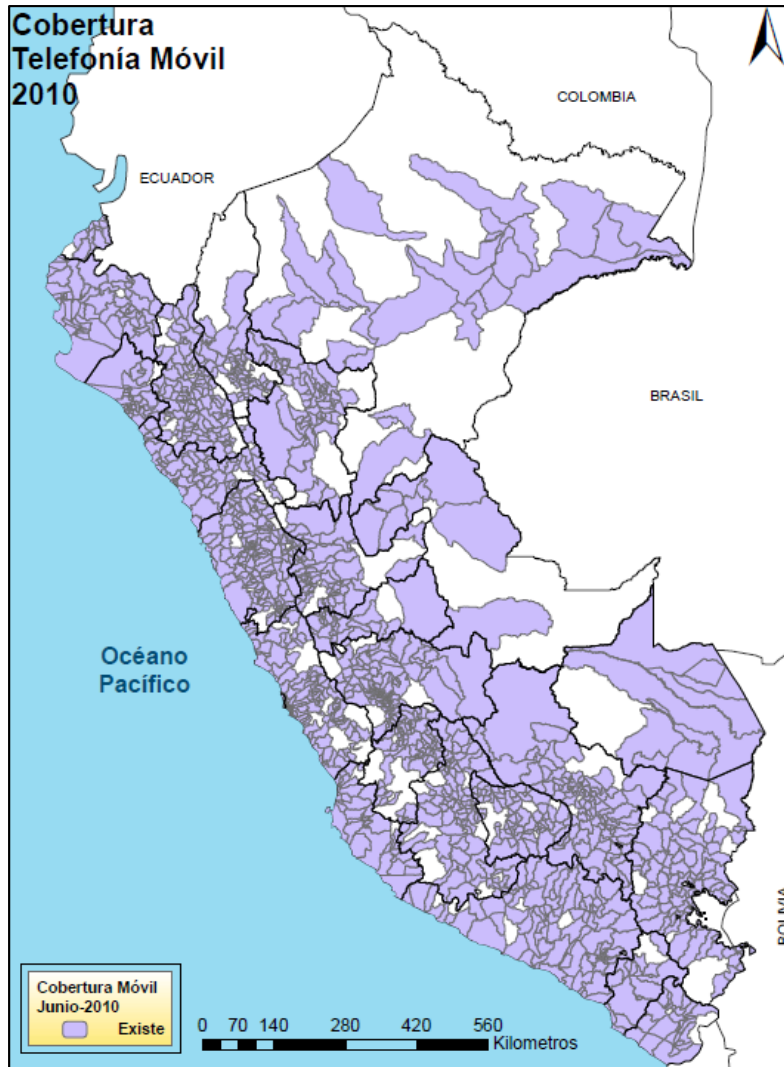 Cobertura
Telefonía Móvil
2010
COLOMBIA
ECUADOR
BRASIL
Océano
Pacífico
BOLIVIA
Cobertura Móvil
Junio-2010
Existe
0 70 140 280 420 560
Kilometros